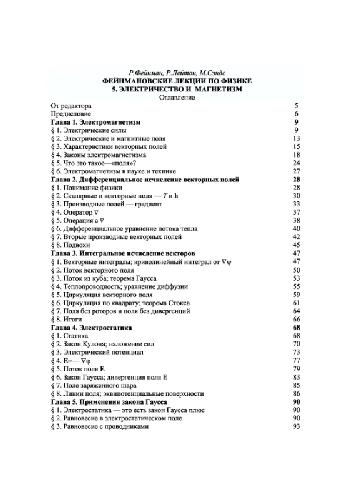 Р.Фейнман, Р.Лейтон, М.Сэндс
ФЕЙНМАНОВСКИЕ ЛЕКЦИИ ПО ФИЗИКЕ
5. ЭЛЕКТРИЧЕСТВО И МАГНЕТИЗМ
Оглавление
От редактора 5
Предисловие 6
Глава 1. Электромагнетизм 9
§ 1. Электрические силы 9
§ 2. Электрические и магнитные поля 13
§ 3. Характеристики векторных полей 15
§ 4. Законы электромагнетизма 18
§ 5. Что это такое—«поля»? 24
§ 6. Электромагнетизм в науке и технике 27
Глава 2. Дифференциальное исчисление векторных полей 28
§ 1. Понимание физики 28
§ 2. Скалярные и векторные поля — T и h 30
§ 3. Производные полей — градиент 33
§ 4. Оператор ∇ 37
§ 5. Операции с ∇ 38
§ 6. Дифференциальное уравнение потока тепла 40
§ 7. Вторые производные векторных полей 42
§ 8. Подвохи 45
Глава 3. Интегральное исчисление векторов 47
§ 1. Векторные интегралы; криволинейный интеграл от ∇ψ 47
§ 2. Поток векторного поля 50
§ 3. Поток из куба; теорема Гаусса 53
§ 4. Теплопроводность; уравнение диффузии 55
§ 5. Циркуляция векторного поля 59
§ 6. Циркуляция по квадрату; теорема Стокса 61
§ 7. Поля без роторов и поля без дивергенций 64
§ 8. Итоги 66
Глава 4. Электростатика 68
§ 1. Статика 68
§ 2. Закон Кулона; наложение сил 70
§ 3. Электрический потенциал 73
§ 4. E=—∇φ 77
§ 5. Поток поля E 79
§ 6. Закон Гаусса; дивергенция поля E 83
§ 7. Поле заряженного шара 85
§ 8. Линии поля; эквипотенциальные поверхности 86
Глава 5. Применения закона Гаусса 90
§ 1. Электростатика — это есть закон Гаусса плюс 90
§ 2. Равновесие в электростатическом поле 90
§ 3. Равновесие с проводниками 93